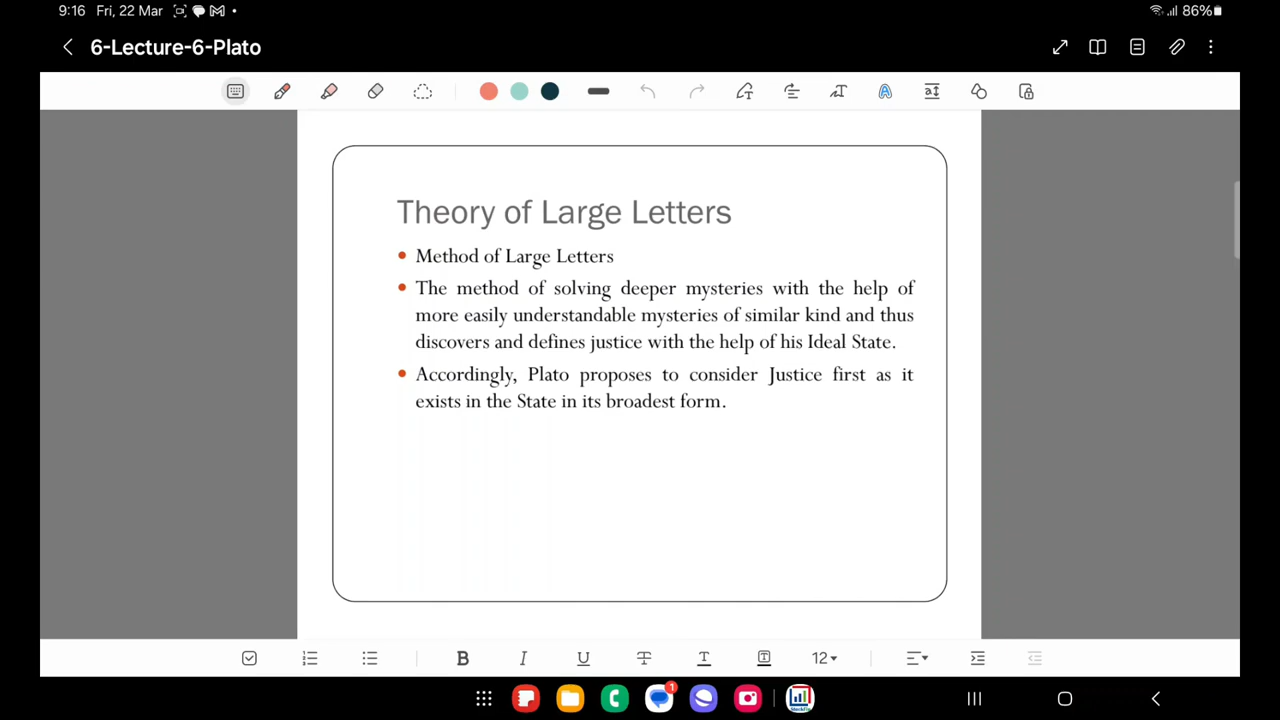 9:16 Fri, 22 Mar
86%
6-Lecture-6-Plato
Theory of Large Letters
• Method of Large Letters
• The method of solving deeper mysteries with the help of
more easily understandable mysteries of similar kind and thus
discovers and defines justice with the help of his Ideal State.
• Accordingly, Plato proposes to consider Justice first as it
exists in the State in its broadest form.
B I U T T T 12
1